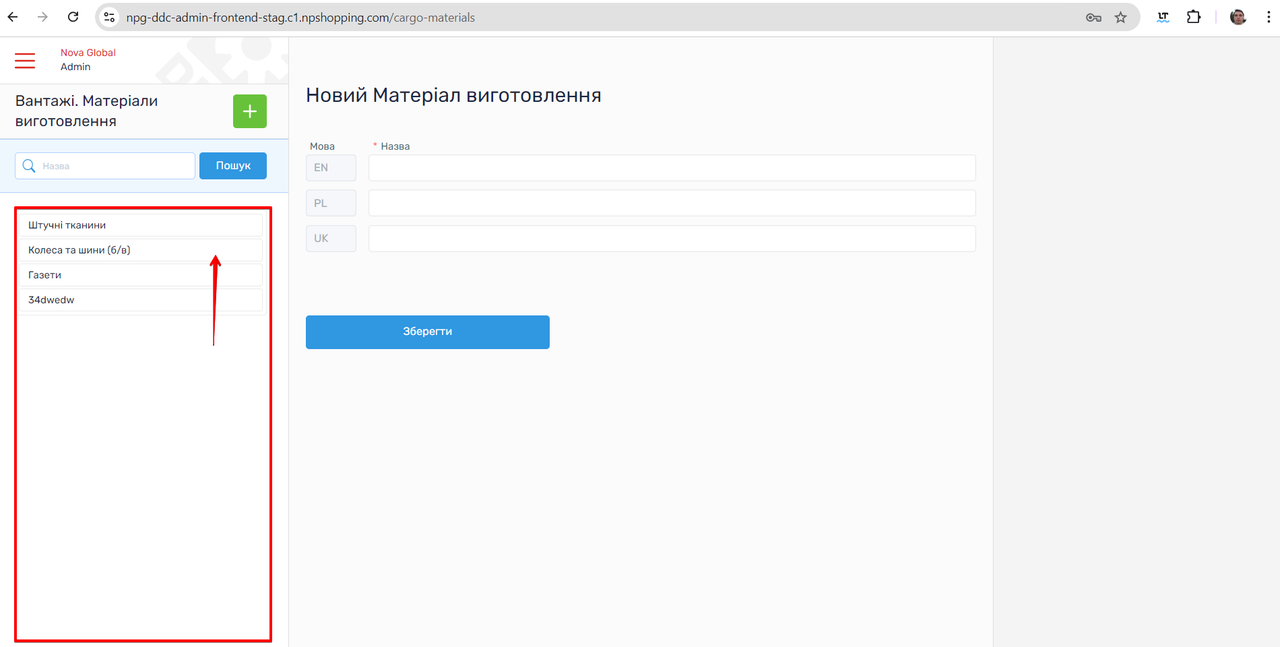 npg-ddc-admin-frontend-stag.c1.npshopping.com/cargo-materials
LT
Nova Global
Admin
Вантажі. Матеріали
виготовлення
+
Назва
Пошук
Штучні тканини
Колеса та шини (б/в)
Газети
34dwedw
Новий Матеріал виготовлення
Мова * Назва
EN
PL
UK
Зберегти